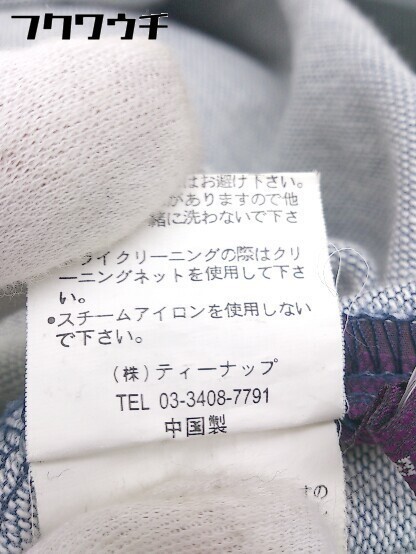 フクワウチ
はお避け下さい。
がありますので他
緒に洗わないで下さ
ライクリーニングの際はクリ
ーニングネットを使用して下さ
い。
●スチームアイロンを使用しない
で下さい。
(株)ティーナップ
TEL 03-3408-7791
中国製
の